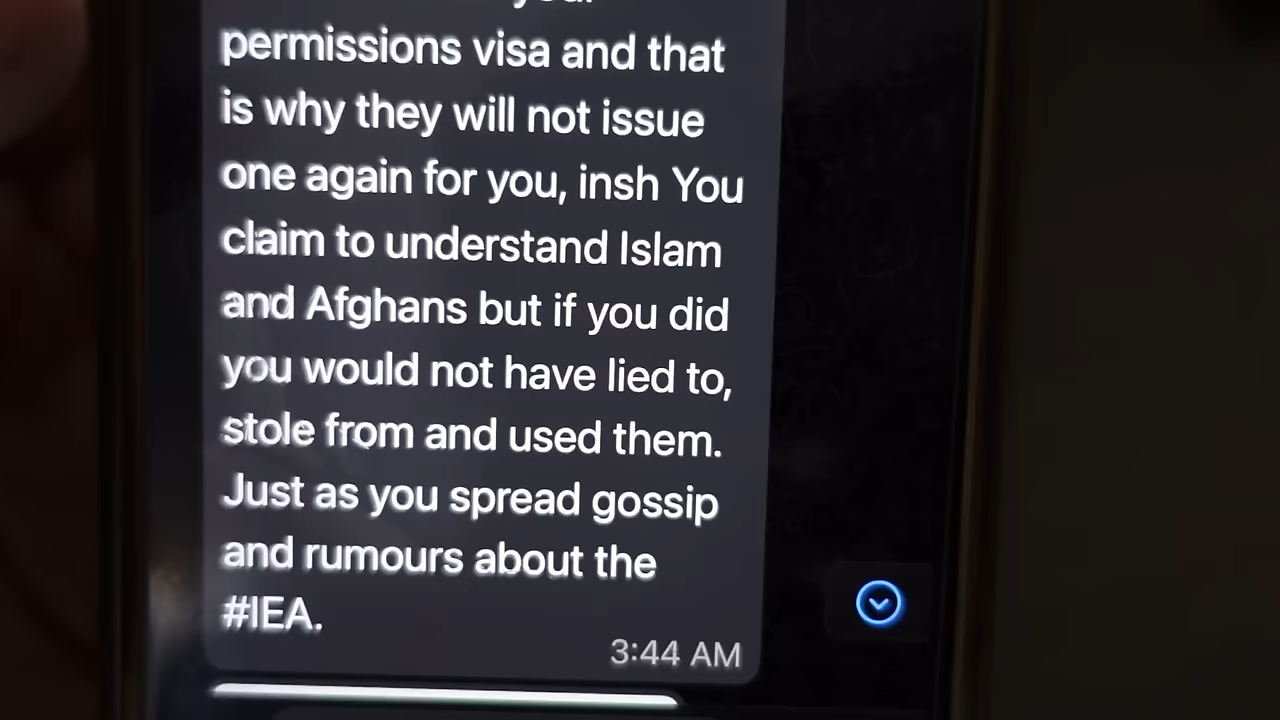 permissions visa and that
is why they will not issue
one again for you, insh You
claim to understand Islam
and Afghans but if you did
you would not have lied to,
stole from and used them.
Just as you spread gossip
and rumours about the
#IEA.
3:44 AM